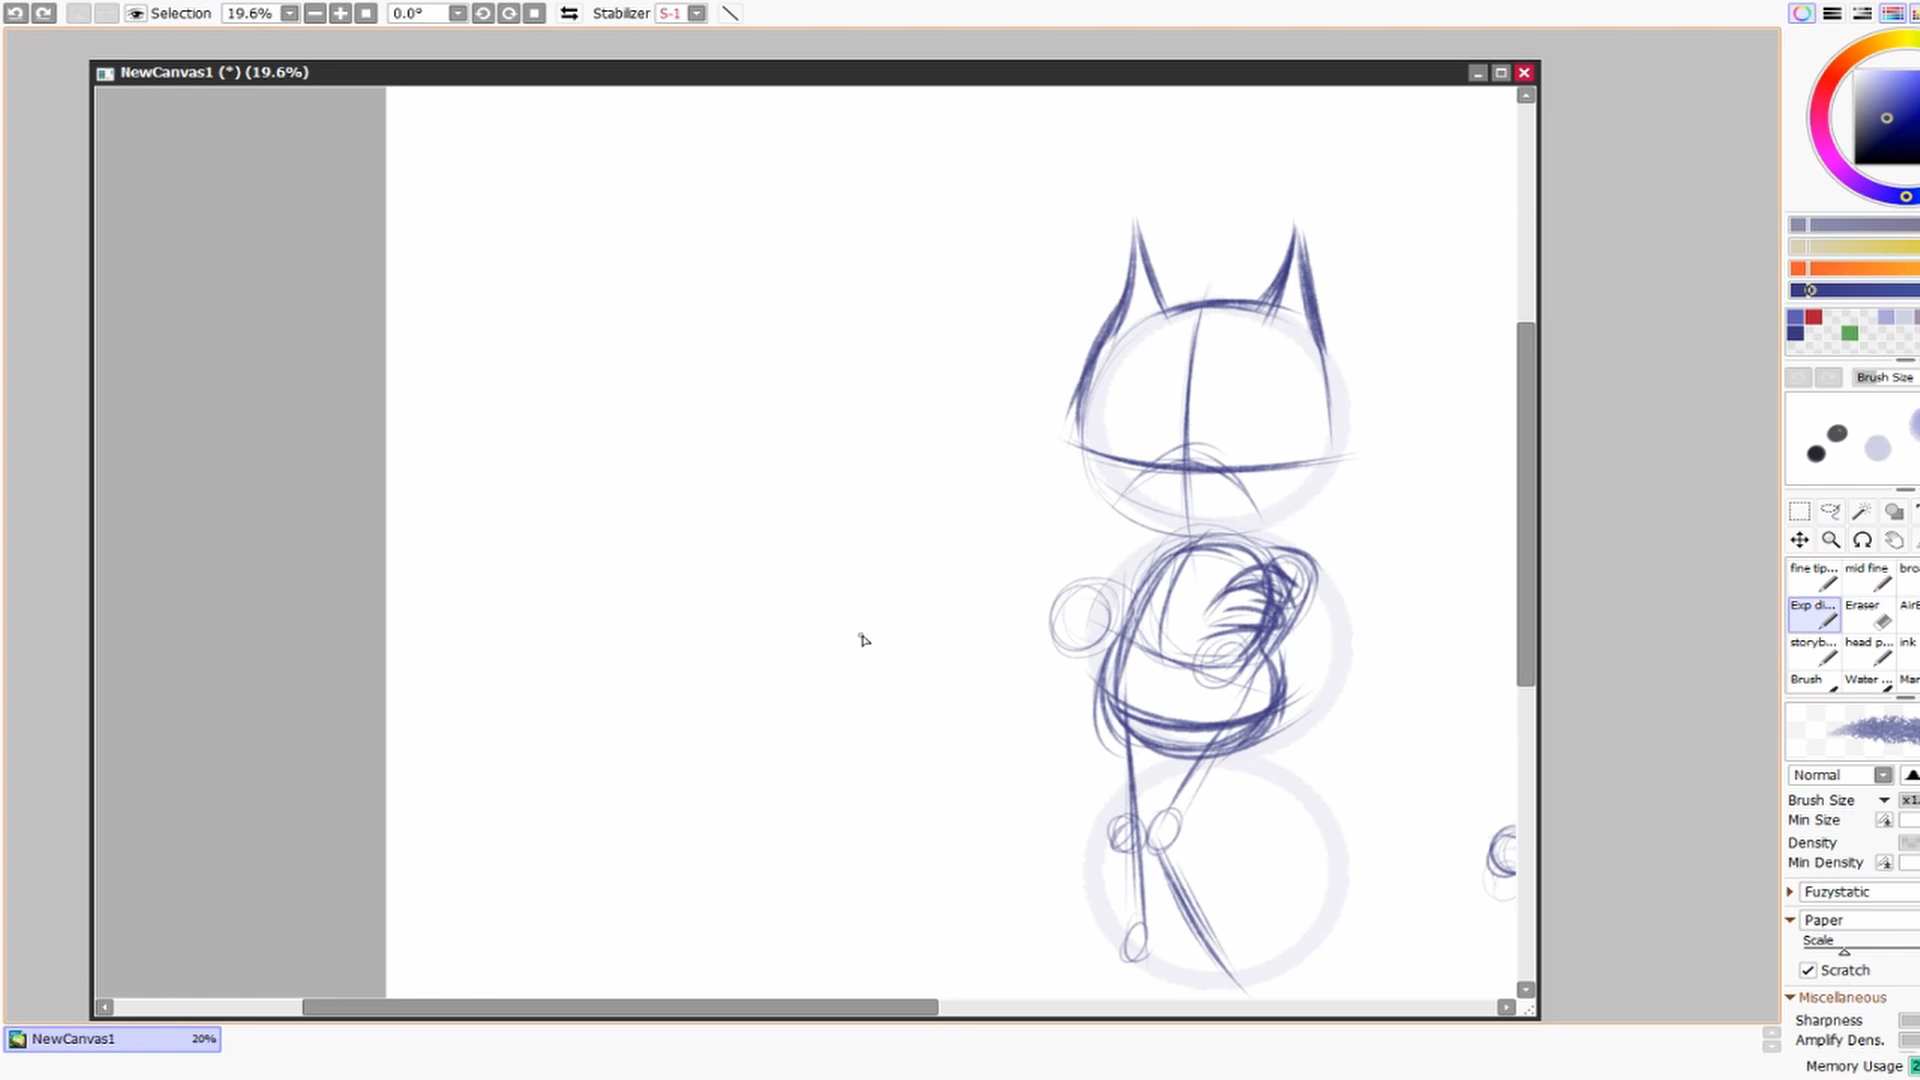 Selection 19.6% 0.0° Stabilizer S-1
NewCanvas1 (*) (19.6%)
Brush Size
fine tip... mid fine
Exp di... Eraser
storyb... head p... ink
Brush Water ...
Normal
Brush Size
Min Size
Density
Min Density
Fuzystatic
Paper
Scale
Scratch
Miscellaneous
Sharpness
Amplify Dens.
NewCanvas1 20%
Memory Usage